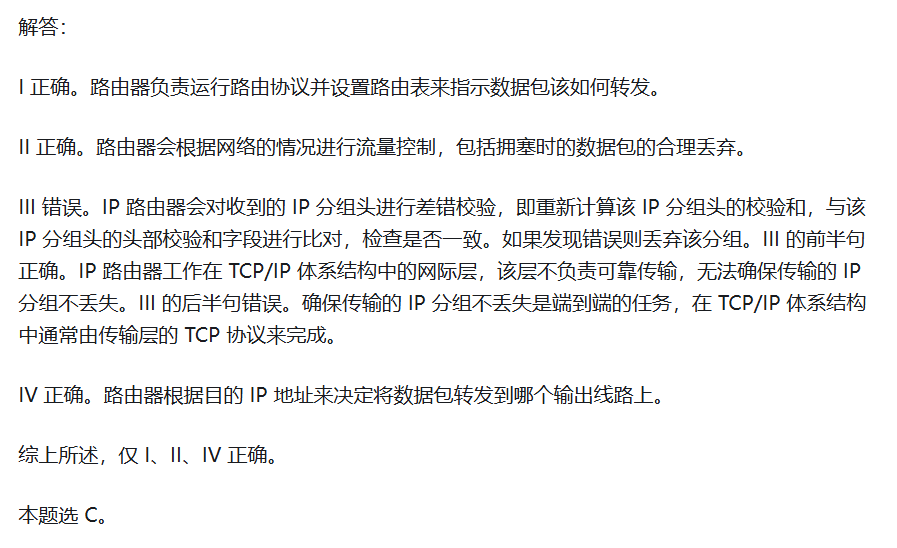 解答：
I 正确。路由器负责运行路由协议并设置路由表来指示数据包该如何转发。
II 正确。路由器会根据网络的情况进行流量控制，包括拥塞时的数据包的合理丢弃。
III 错误。IP 路由器会对收到的 IP 分组头进行差错校验，即重新计算该 IP 分组头的校验和，与该
IP 分组头的头部校验和字段进行比对，检查是否一致。如果发现错误则丢弃该分组。III 的前半句
正确。IP 路由器工作在 TCP/IP 体系结构中的网际层，该层不负责可靠传输，无法确保传输的 IP
分组不丢失。III 的后半句错误。确保传输的 IP 分组不丢失是端到端的任务，在 TCP/IP 体系结构
中通常由传输层的 TCP 协议来完成。
IV 正确。路由器根据目的 IP 地址来决定将数据包转发到哪个输出线路上。
综上所述，仅 I、II、IV 正确。
本题选 C。